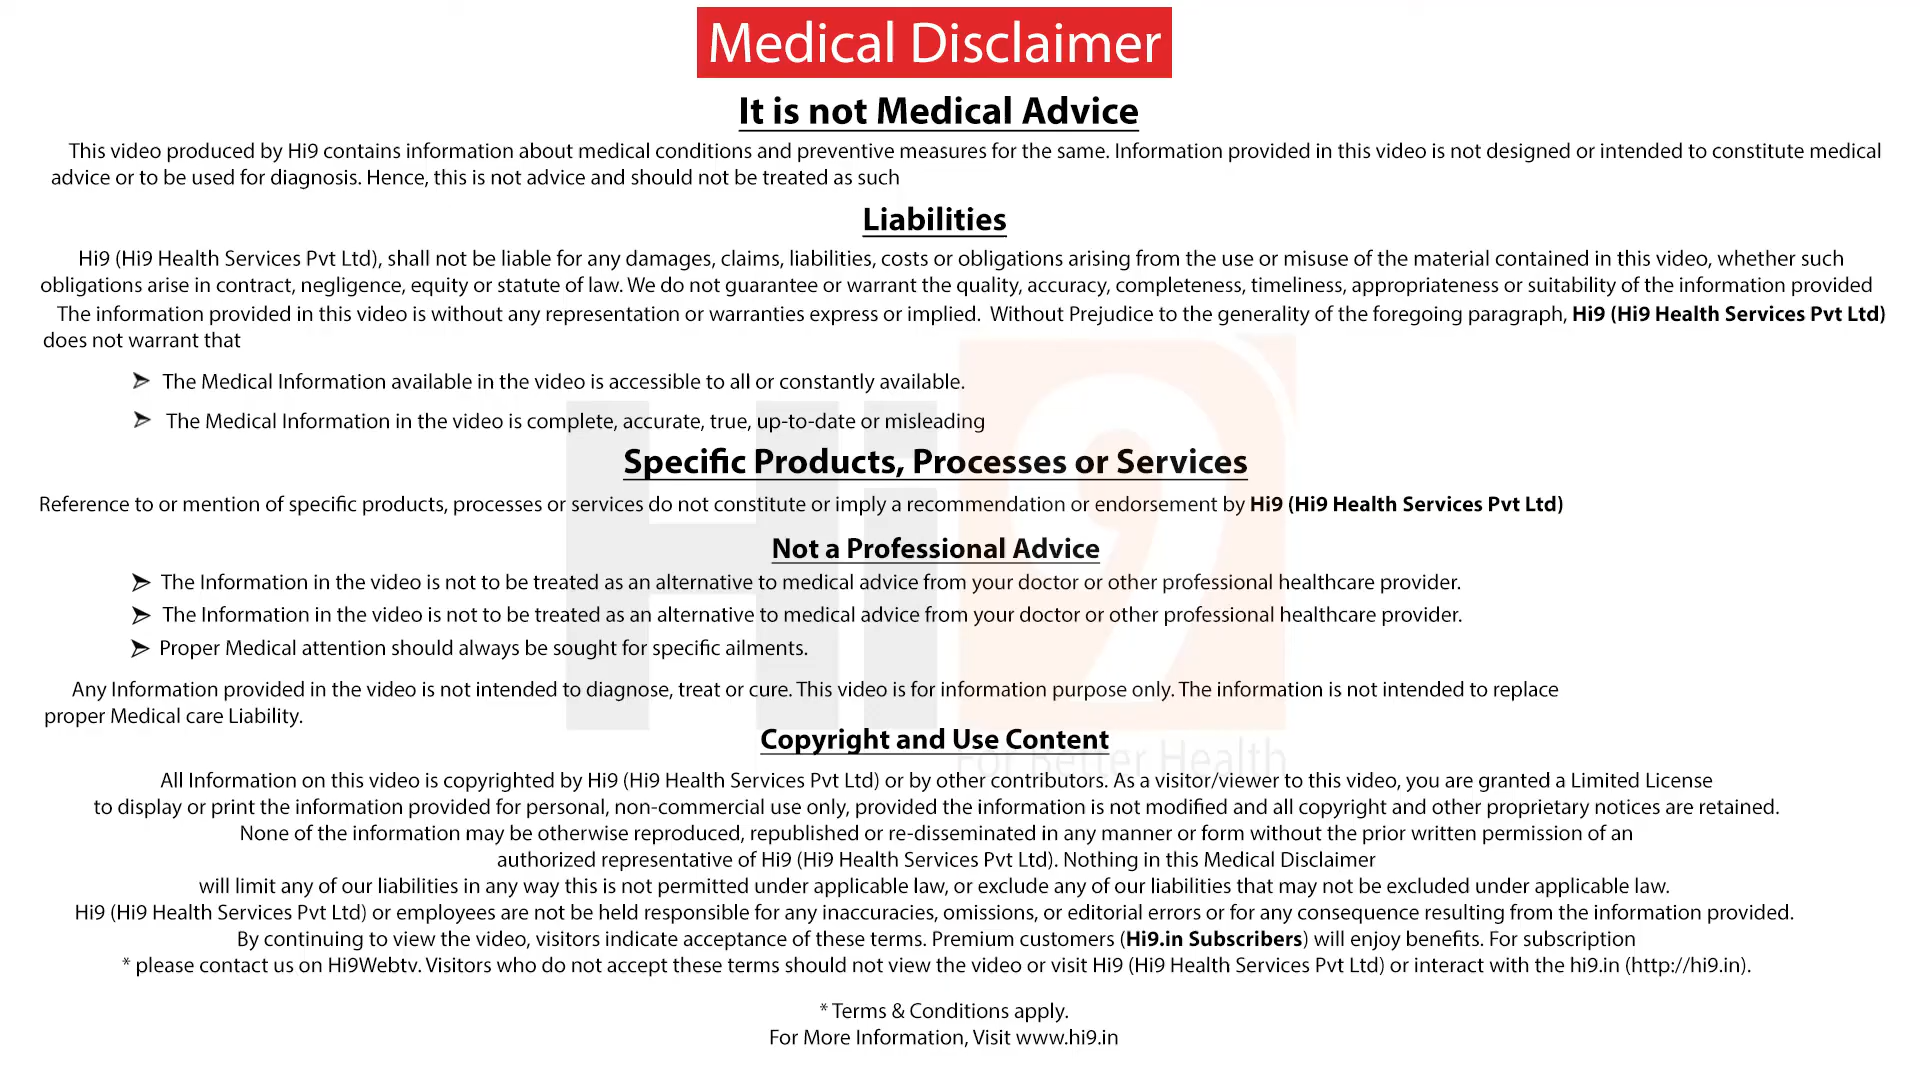 Medical Disclaimer
It is not Medical Advice
This video produced by Hi9 contains information about medical conditions and preventive measures for the same. Information provided in this video is not designed or intended to constitute medical
advice or to be used for diagnosis. Hence, this is not advice and should not be treated as such
Liabilities
Hi9 (Hi9 Health Services Pvt Ltd), shall not be liable for any damages, claims, liabilities, costs or obligations arising from the use or misuse of the material contained in this video, whether such
obligations arise in contract, negligence, equity or statute of law. We do not guarantee or warrant the quality, accuracy, completeness, timeliness, appropriateness or suitability of the information provided
The information provided in this video is without any representation or warranties express or implied. Without Prejudice to the generality of the foregoing paragraph, Hi9 (Hi9 Health Services Pvt Ltd)
does not warrant that
➢ The Medical Information available in the video is accessible to all or constantly available.
➢ The Medical Information in the video is complete, accurate, true, up-to-date or misleading
Hi9
Specific Products, Processes or Services
Reference to or mention of specific products, processes or services do not constitute or imply a recommendation or endorsement by Hi9 (Hi9 Health Services Pvt Ltd)
Not a Professional Advice
➢ The Information in the video is not to be treated as an alternative to medical advice from your doctor or other professional healthcare provider.
➢ The Information in the video is not to be treated as an alternative to medical advice from your doctor or other professional healthcare provider.
➢ Proper Medical attention should always be sought for specific ailments.
Any Information provided in the video is not intended to diagnose, treat or cure. This video is for information purpose only. The information is not intended to replace
proper Medical care Liability.
Copyright and Use Content
For Better Health
All Information on this video is copyrighted by Hi9 (Hi9 Health Services Pvt Ltd) or by other contributors. As a visitor/viewer to this video, you are granted a Limited License
to display or print the information provided for personal, non-commercial use only, provided the information is not modified and all copyright and other proprietary notices are retained.
None of the information may be otherwise reproduced, republished or re-disseminated in any manner or form without the prior written permission of an
authorized representative of Hi9 (Hi9 Health Services Pvt Ltd). Nothing in this Medical Disclaimer
will limit any of our liabilities in any way this is not permitted under applicable law, or exclude any of our liabilities that may not be excluded under applicable law.
Hi9 (Hi9 Health Services Pvt Ltd) or employees are not be held responsible for any inaccuracies, omissions, or editorial errors or for any consequence resulting from the information provided.
By continuing to view the video, visitors indicate acceptance of these terms. Premium customers (Hi9.in Subscribers) will enjoy benefits. For subscription
* please contact us on Hi9Webtv. Visitors who do not accept these terms should not view the video or visit Hi9 (Hi9 Health Services Pvt Ltd) or interact with the hi9.in (http://hi9.in).
* Terms & Conditions apply.
For More Information, Visit www.hi9.in